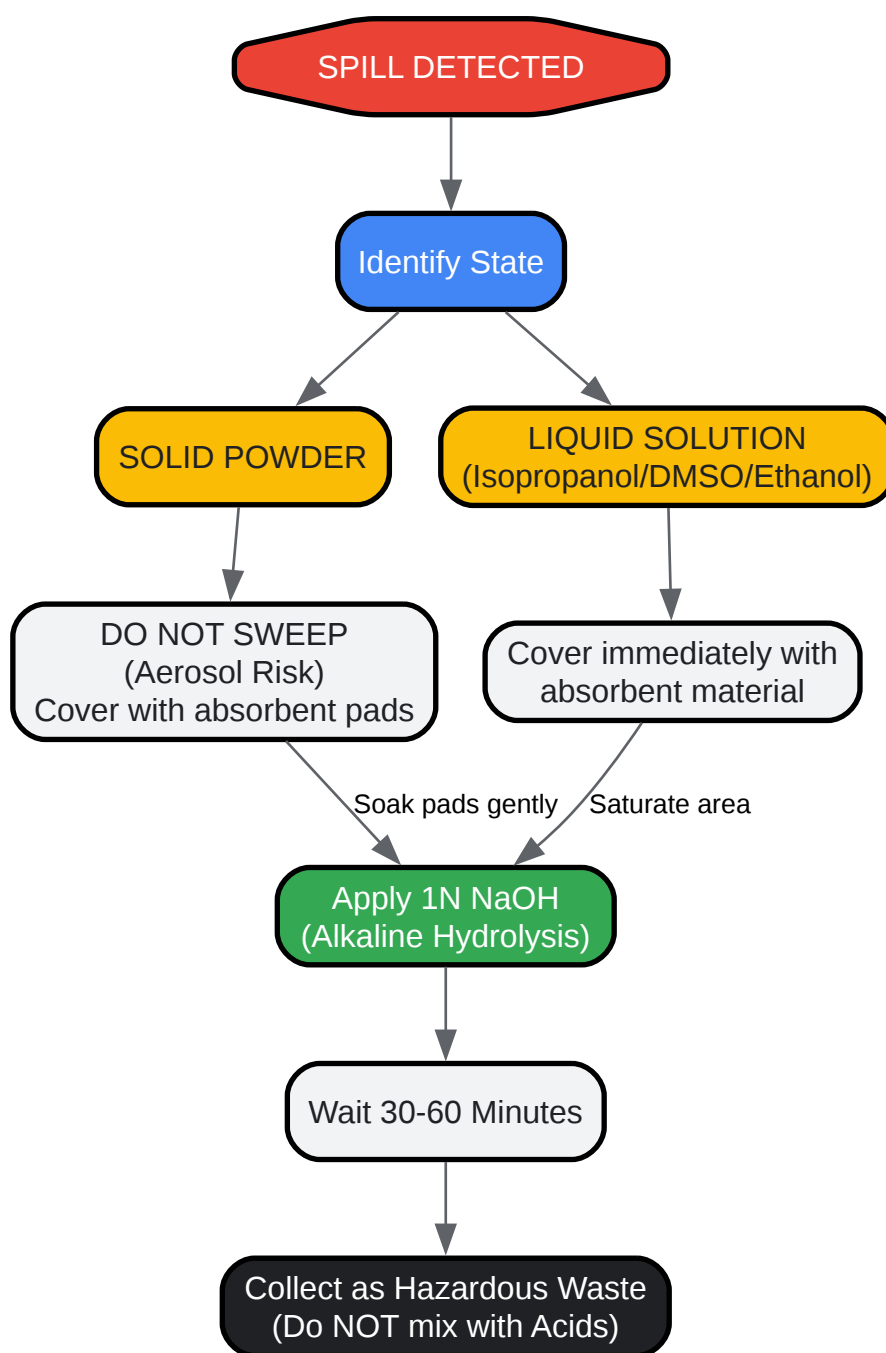 SPILL DETECTED
Identify State
SOLID POWDER
LIQUID SOLUTION
(Isopropanol/DMSO/Ethanol)
DO NOT SWEEP
(Aerosol Risk)
Cover with absorbent pads
Cover immediately with
absorbent material
Soak pads gently
Saturate area
Apply 1N NaOH
(Alkaline Hydrolysis)
Wait 30-60 Minutes
Collect as Hazardous Waste
(Do NOT mix with Acids)